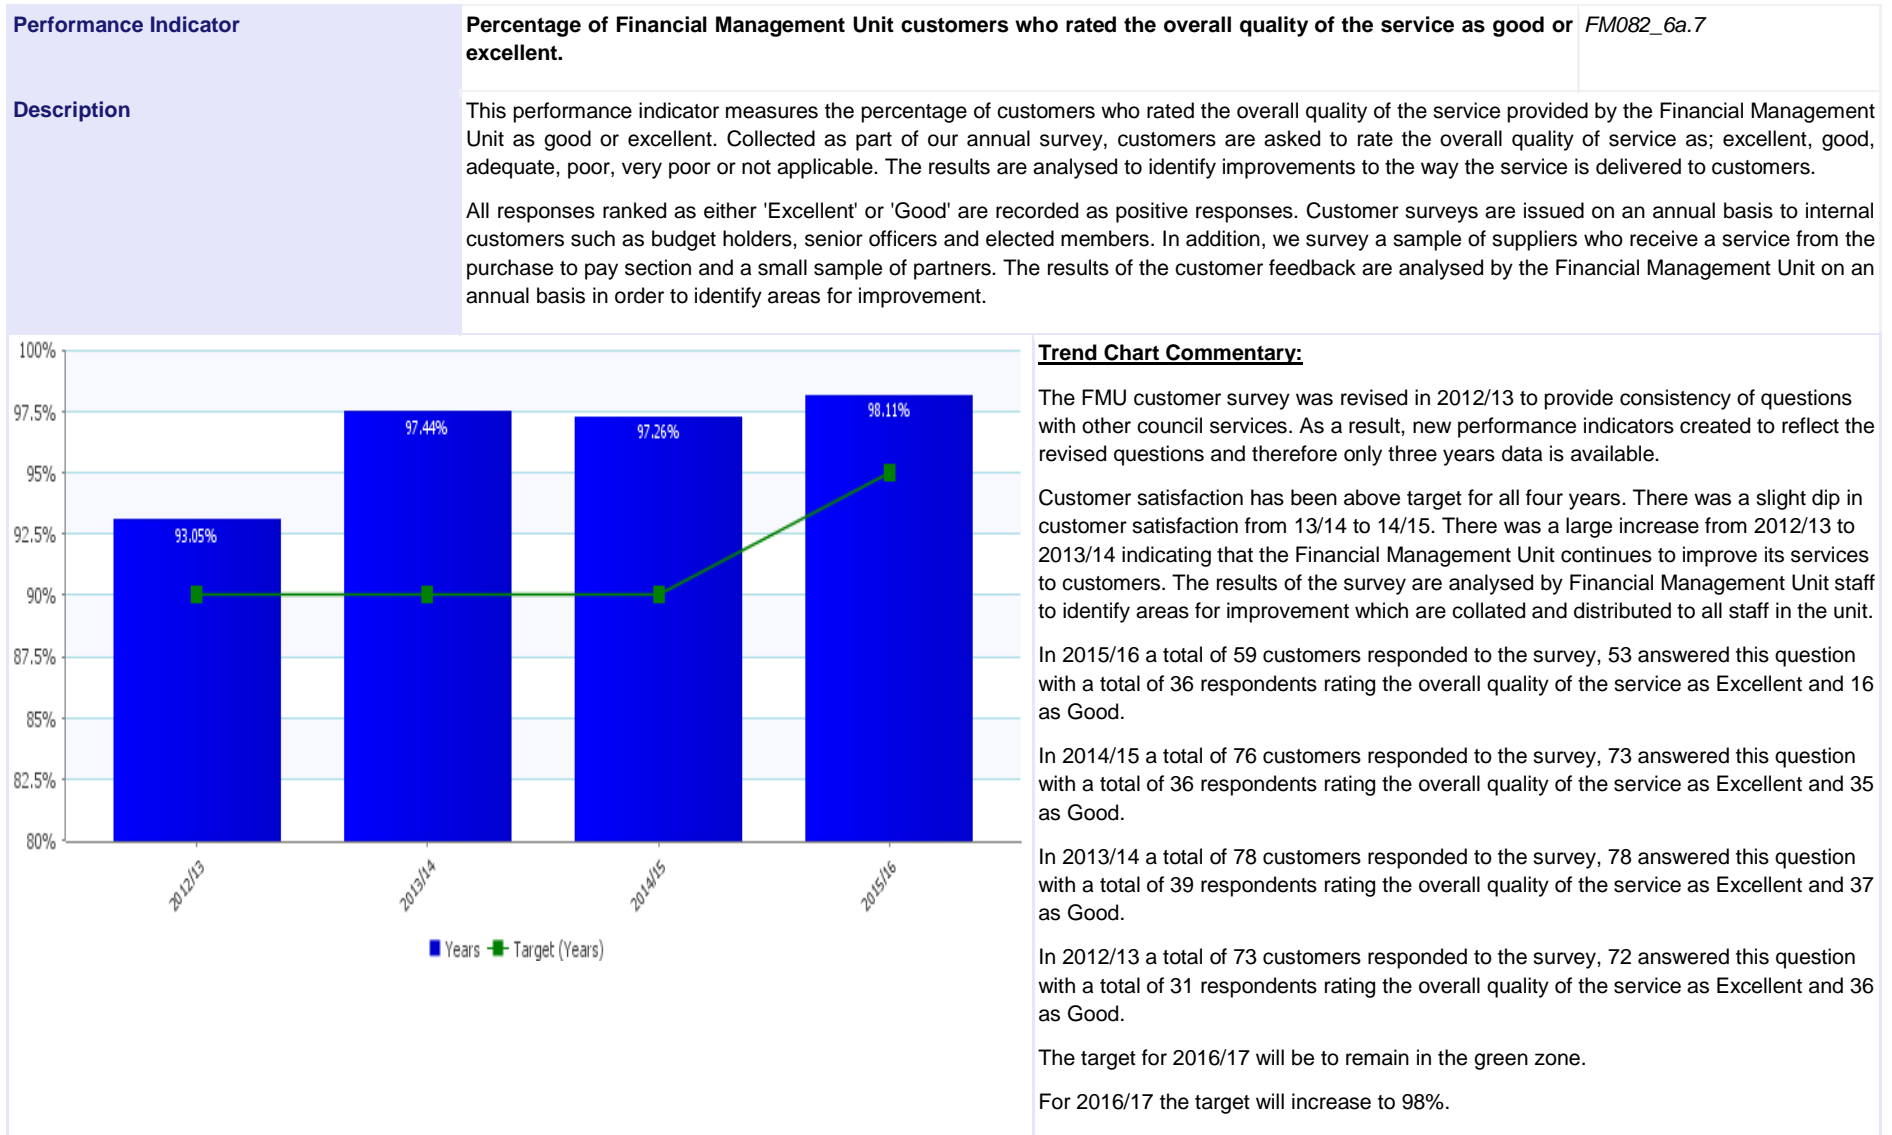 Performance Indicator
Percentage of Financial Management Unit customers who rated the overall quality of the service as good or
excellent.
FM082_6a.7
Description
This performance indicator measures the percentage of customers who rated the overall quality of the service provided by the Financial Management
Unit as good or excellent. Collected as part of our annual survey, customers are asked to rate the overall quality of service as; excellent, good,
adequate, poor, very poor or not applicable. The results are analysed to identify improvements to the way the service is delivered to customers.
All responses ranked as either 'Excellent' or 'Good' are recorded as positive responses. Customer surveys are issued on an annual basis to internal
customers such as budget holders, senior officers and elected members. In addition, we survey a sample of suppliers who receive a service from the
purchase to pay section and a small sample of partners. The results of the customer feedback are analysed by the Financial Management Unit on an
annual basis in order to identify areas for improvement.
100%
97.5%
95%
92.5%
90%
87.5%
85%
82.5%
80%
93.05%
97.44%
97.26%
98.11%
2012/13
2013/14
2014/15
2015/16
Years
Target (Years)
Trend Chart Commentary:
The FMU customer survey was revised in 2012/13 to provide consistency of questions
with other council services. As a result, new performance indicators created to reflect the
revised questions and therefore only three years data is available.
Customer satisfaction has been above target for all four years. There was a slight dip in
customer satisfaction from 13/14 to 14/15. There was a large increase from 2012/13 to
2013/14 indicating that the Financial Management Unit continues to improve its services
to customers. The results of the survey are analysed by Financial Management Unit staff
to identify areas for improvement which are collated and distributed to all staff in the unit.
In 2015/16 a total of 59 customers responded to the survey, 53 answered this question
with a total of 36 respondents rating the overall quality of the service as Excellent and 16
as Good.
In 2014/15 a total of 76 customers responded to the survey, 73 answered this question
with a total of 36 respondents rating the overall quality of the service as Excellent and 35
as Good.
In 2013/14 a total of 78 customers responded to the survey, 78 answered this question
with a total of 39 respondents rating the overall quality of the service as Excellent and 37
as Good.
In 2012/13 a total of 73 customers responded to the survey, 72 answered this question
with a total of 31 respondents rating the overall quality of the service as Excellent and 36
as Good.
The target for 2016/17 will be to remain in the green zone.
For 2016/17 the target will increase to 98%.